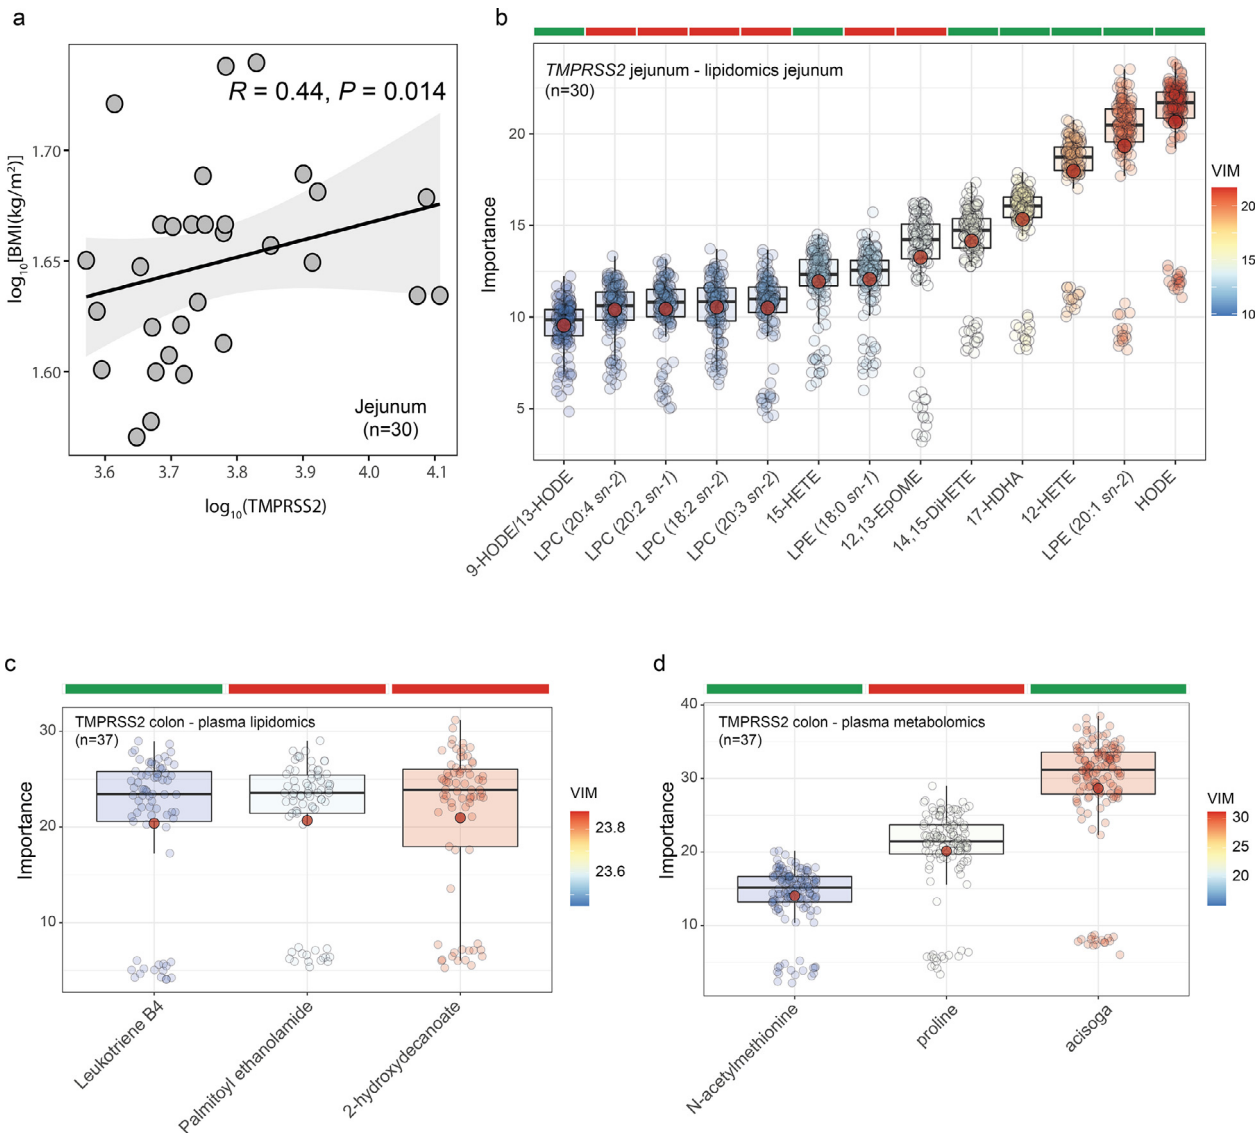 a
R = 0.44, P = 0.014
1.70
1.65
1.60
log10[BMI(kg/m²)]
Jejunum
(n=30)
3.6 3.7 3.8 3.9 4.0 4.1
log10(TMPRSS2)
b
TMPRSS2 jejunum - lipidomics jejunum
(n=30)
20
15
10
5
Importance
9-HODE/13-HODE
LPC (20:4 sn-2)
LPC (20:2 sn-1)
LPC (18:2 sn-2)
LPC (20:3 sn-2)
15-HETE
LPE (18:0 sn-1)
12,13-EpOME
14,15-DiHETE
17-HDHA
12-HETE
LPE (20:1 sn-2)
HODE
VIM
20
15
10
c
TMPRSS2 colon - plasma lipidomics
(n=37)
30
20
10
Importance
Leukotriene B4
Palmitoyl ethanolamide
2-hydroxydecanoate
VIM
23.8
23.6
d
TMPRSS2 colon - plasma metabolomics
(n=37)
40
30
20
10
Importance
N-acetylmethionine
proline
acisoga
VIM
30
25
20